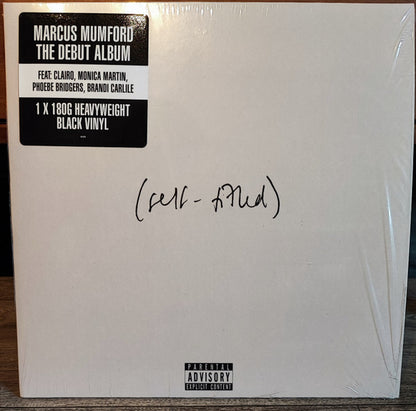 MARCUS MUMFORD
THE DEBUT ALBUM
FEAT: CLAIRO, MONICA MARTIN,
PHOEBE BRIDGERS, BRANDI CARLILE
1 X 180G HEAVYWEIGHT
BLACK VINYL
(self-titled)
PARENTAL
ADVISORY
EXPLICIT CONTENT